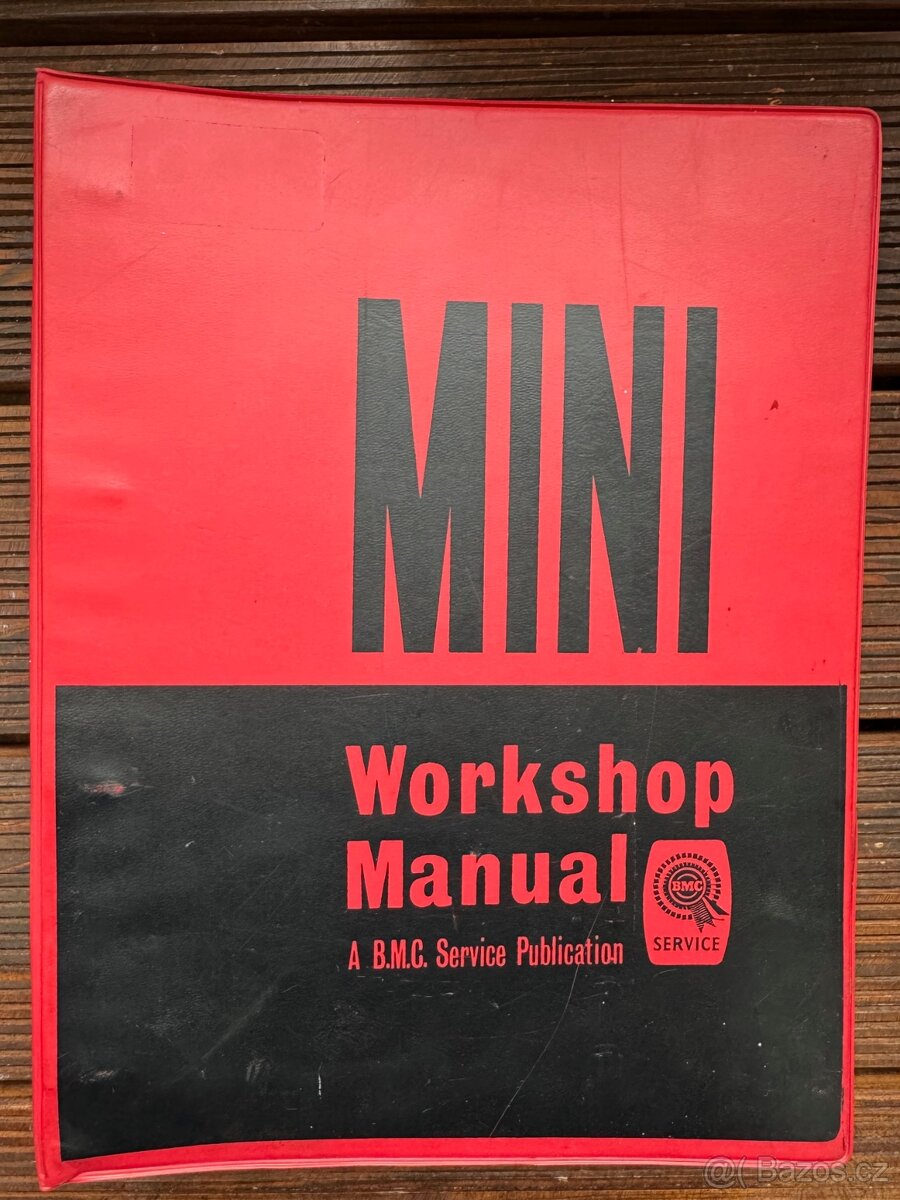 MINI
Workshop
Manual
BMC
SERVICE
A B.M.C. Service Publication
@( Bazos.cz